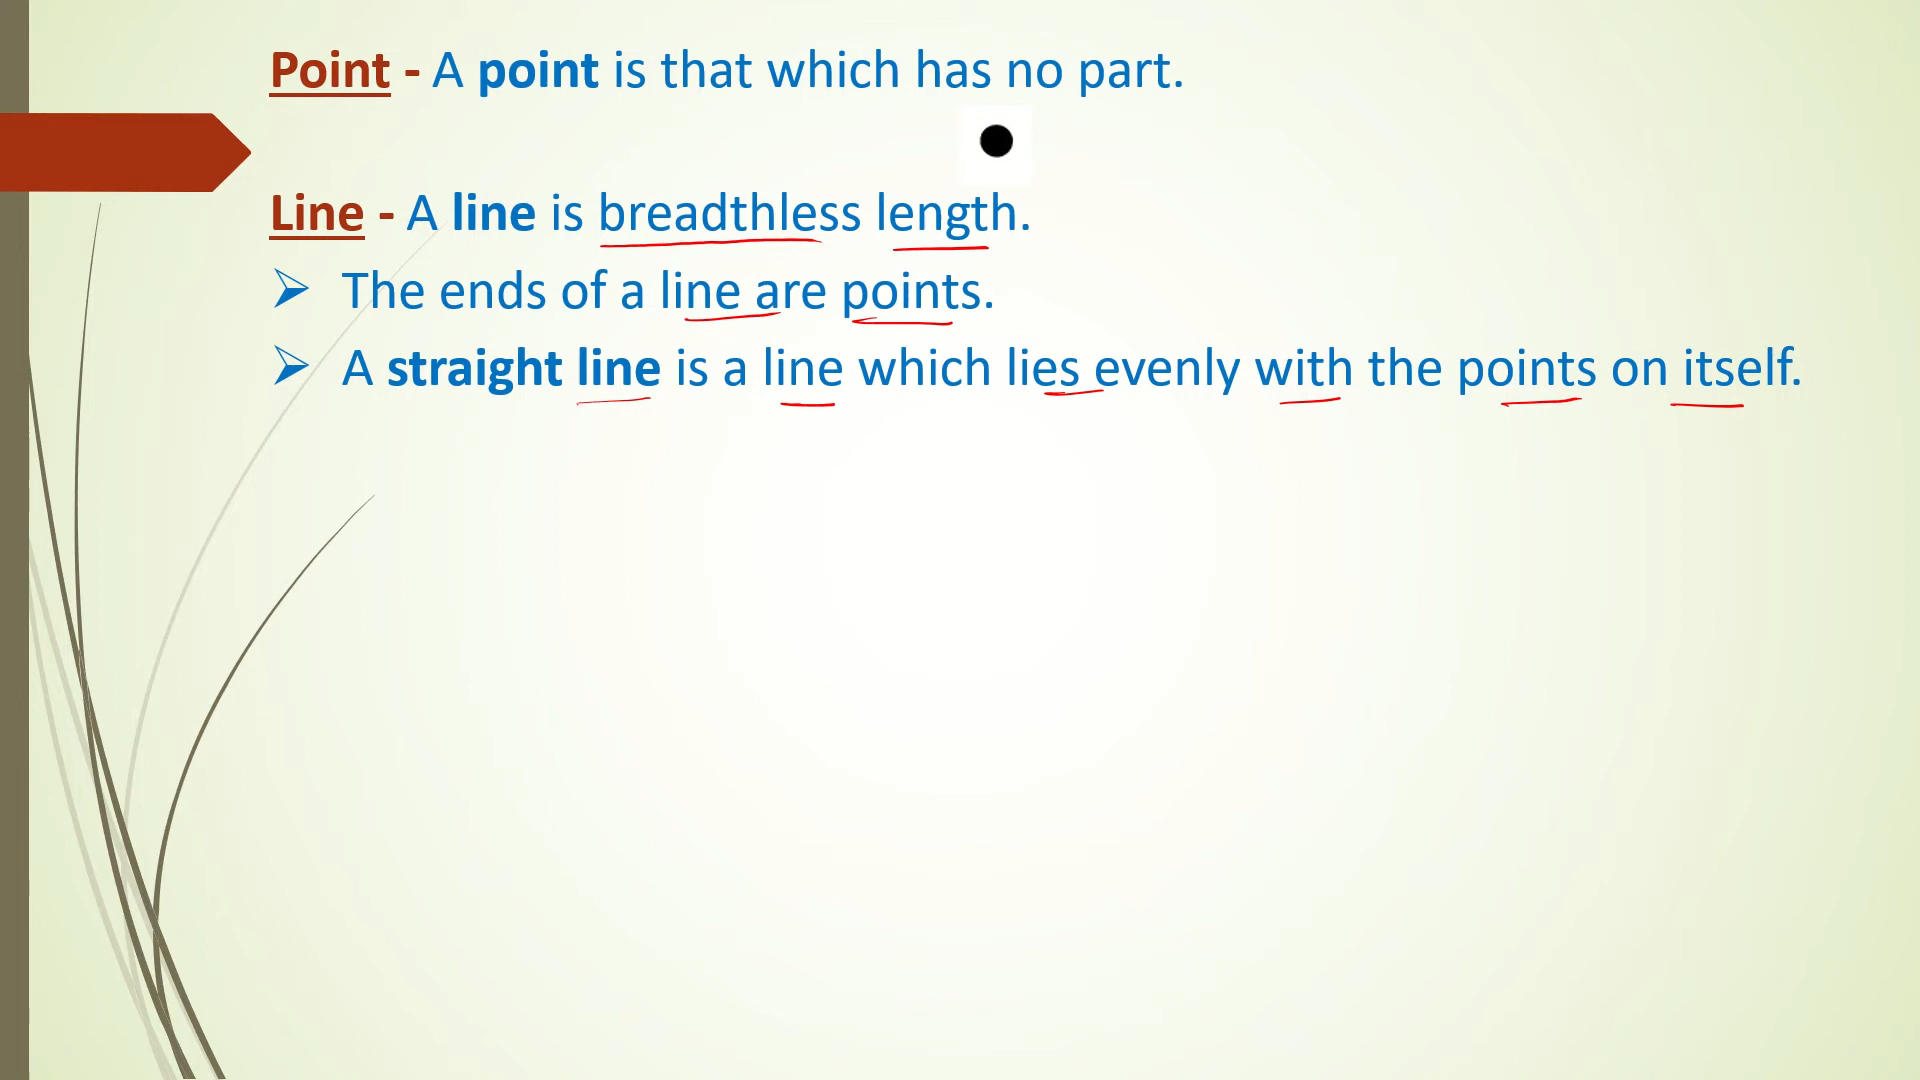 Point - A point is that which has no part.
Line - A line is breadthless length.
The ends of a line are points.
A straight line is a line which lies evenly with the points on itself.